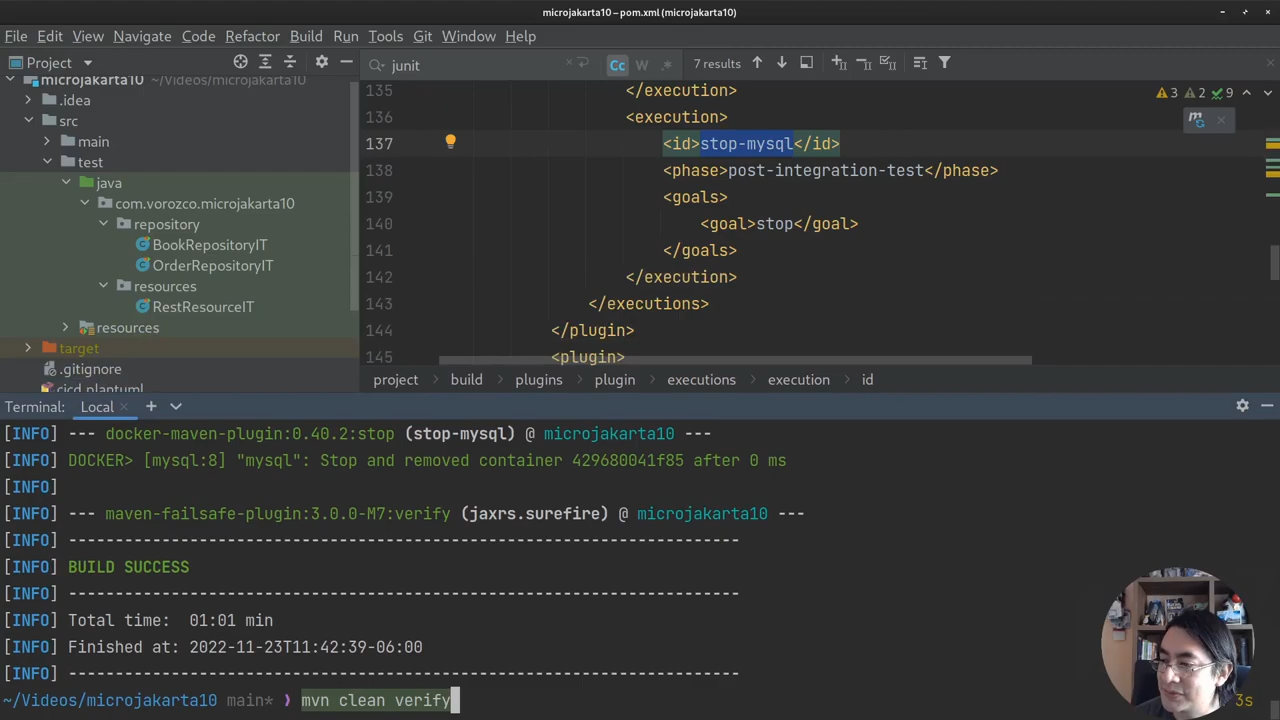 microjakarta10 – pom.xml (microjakarta10)
File Edit View Navigate Code Refactor Build Run Tools Git Window Help
Project
junit
Cc
W
.*
7 results
microjakarta10 ~/Videos/microjakarta10
.idea
src
main
test
java
com.vorozco.microjakarta10
repository
BookRepositoryIT
OrderRepositoryIT
resources
RestResourceIT
resources
target
.gitignore
cicd.plantuml
3 2 9
135 </execution>
136 <execution>
137 <id>stop-mysql</id>
138 <phase>post-integration-test</phase>
139 <goals>
140 <goal>stop</goal>
141 </goals>
142 </execution>
143 </executions>
144 </plugin>
145 <plugin>
project build plugins plugin executions execution id
Terminal: Local
[INFO] --- docker-maven-plugin:0.40.2:stop (stop-mysql) @ microjakarta10 ---
[INFO] DOCKER> [mysql:8] "mysql": Stop and removed container 429680041f85 after 0 ms
[INFO]
[INFO] --- maven-failsafe-plugin:3.0.0-M7:verify (jaxrs.surefire) @ microjakarta10 ---
[INFO] ------------------------------------------------------------------------
[INFO] BUILD SUCCESS
[INFO] ------------------------------------------------------------------------
[INFO] Total time:  01:01 min
[INFO] Finished at: 2022-11-23T11:42:39-06:00
[INFO] ------------------------------------------------------------------------
~/Videos/microjakarta10 main* ❯ mvn clean verify 3s